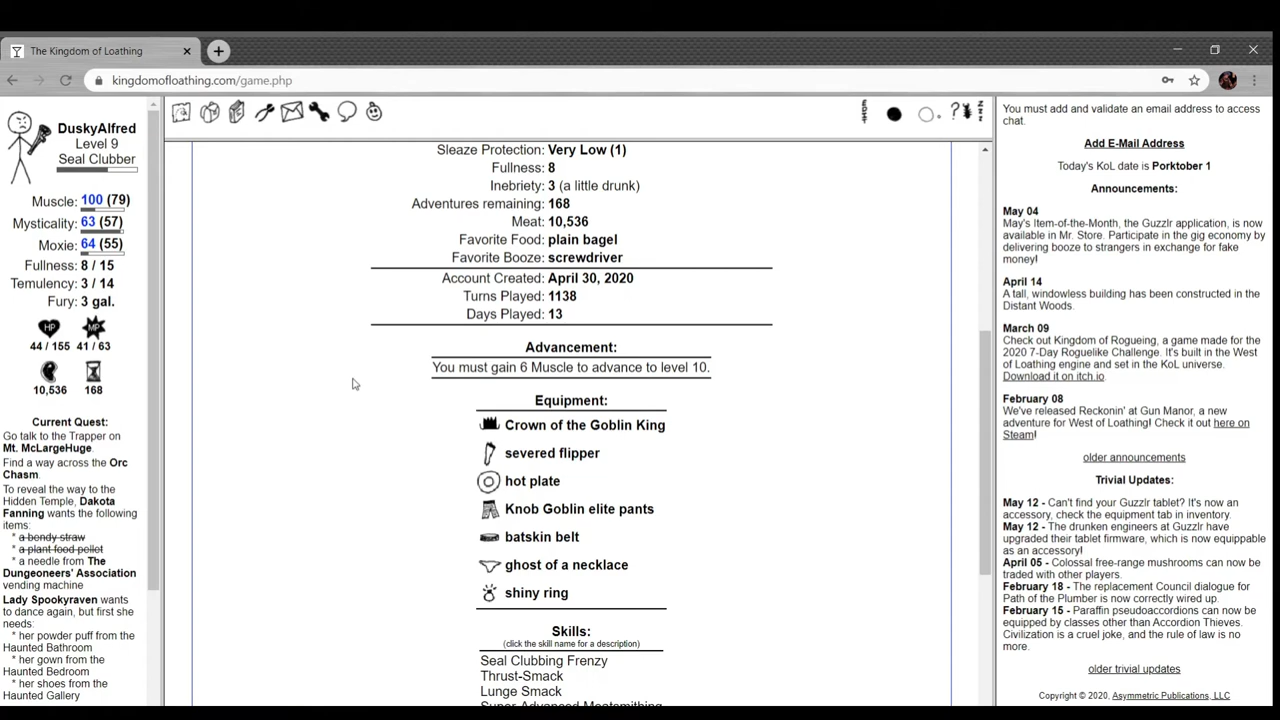 The Kingdom of Loathing
kingdomofloathing.com/game.php
DuskyAlfred
Level 9
Seal Clubber
Muscle: 100 (79)
Mysticality: 63 (57)
Moxie: 64 (55)
Fullness: 8 / 15
Temulency: 3 / 14
Fury: 3 gal.
HP
MP
44 / 155 41 / 63
10,536 168
Current Quest:
Go talk to the Trapper on
Mt. McLargeHuge.
Find a way across the Orc
Chasm.
To reveal the way to the
Hidden Temple, Dakota
Fanning wants the following
items:
* a bendy straw
* a plant food pellet
* a needle from The
Dungeoneers' Association
vending machine
Lady Spookyraven wants
to dance again, but first she
needs:
* her powder puff from the
Haunted Bathroom
* her gown from the
Haunted Bedroom
* her shoes from the
Haunted Gallery
Sleaze Protection: Very Low (1)
Fullness: 8
Inebriety: 3 (a little drunk)
Adventures remaining: 168
Meat: 10,536
Favorite Food: plain bagel
Favorite Booze: screwdriver
Account Created: April 30, 2020
Turns Played: 1138
Days Played: 13
Advancement:
You must gain 6 Muscle to advance to level 10.
Equipment:
Crown of the Goblin King
severed flipper
hot plate
Knob Goblin elite pants
batskin belt
ghost of a necklace
shiny ring
Skills:
(click the skill name for a description)
Seal Clubbing Frenzy
Thrust-Smack
Lunge Smack
Super-Advanced Meatsmithing
You must add and validate an email address to access
chat.
Add E-Mail Address
Today's KoL date is Porktober 1
Announcements:
May 04
May's Item-of-the-Month, the Guzzlr application, is now
available in Mr. Store. Participate in the gig economy by
delivering booze to strangers in exchange for fake
money!
April 14
A tall, windowless building has been constructed in the
Distant Woods.
March 09
Check out Kingdom of Rogueing, a game made for the
2020 7-Day Roguelike Challenge. It's built in the West
of Loathing engine and set in the KoL universe.
Download it on itch.io.
February 08
We've released Reckonin' at Gun Manor, a new
adventure for West of Loathing! Check it out here on
Steam!
older announcements
Trivial Updates:
May 12 - Can't find your Guzzlr tablet? It's now an
accessory, check the equipment tab in inventory.
May 12 - The drunken engineers at Guzzlr have
upgraded their tablet firmware, which is now equippable
as an accessory!
April 05 - Colossal free-range mushrooms can now be
traded with other players.
February 18 - The replacement Council dialogue for
Path of the Plumber is now correctly wired up.
February 15 - Paraffin pseudoaccordions can now be
equipped by classes other than Accordion Thieves.
Civilization is a cruel joke, and the rule of law is no
more.
older trivial updates
Copyright © 2020, Asymmetric Publications, LLC